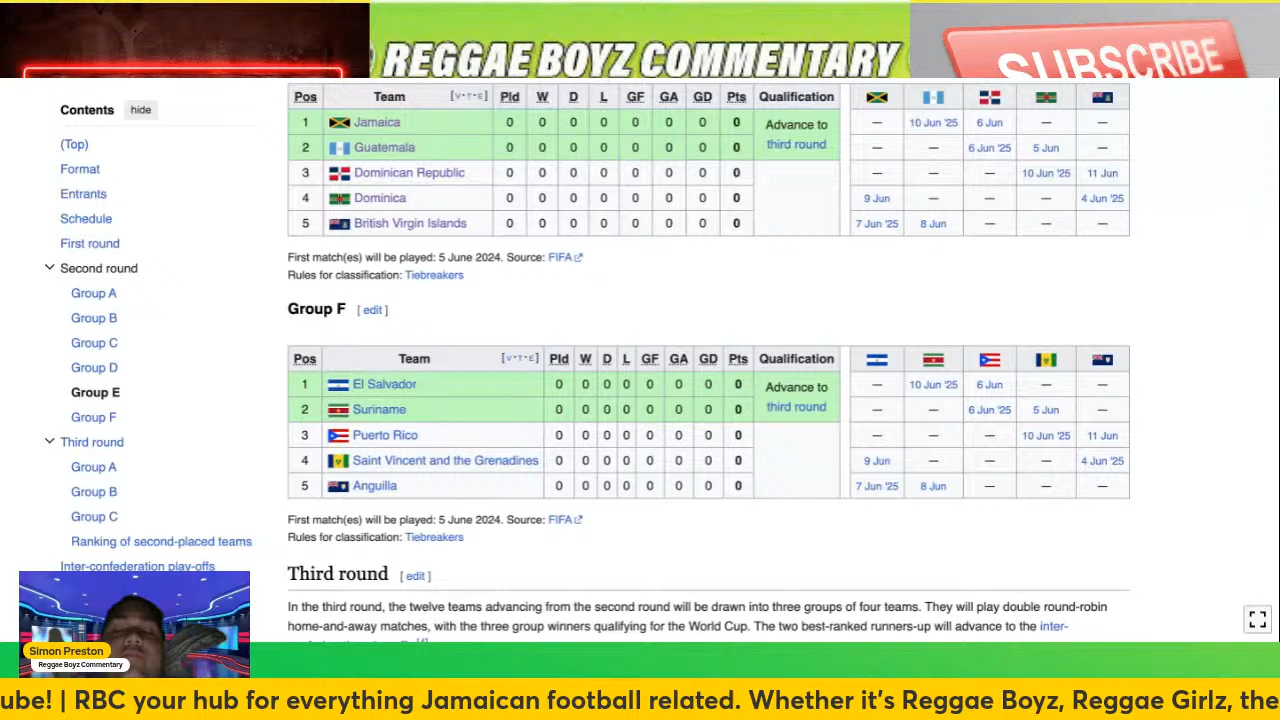 REGGAE BOYZ COMMENTARY
SUBSCRIBE
Contents hide
(Top)
Format
Entrants
Schedule
First round
Second round
Group A
Group B
Group C
Group D
Group E
Group F
Third round
Group A
Group B
Group C
Ranking of second-placed teams
Inter-confederation play-offs
Pos Team [V·T·E] Pld W D L GF GA GD Pts Qualification
1 Jamaica 0 0 0 0 0 0 0 0 Advance to third round — 10 Jun '25 6 Jun — —
2 Guatemala 0 0 0 0 0 0 0 0 — — 6 Jun '25 5 Jun —
3 Dominican Republic 0 0 0 0 0 0 0 0 — — — 10 Jun '25 11 Jun
4 Dominica 0 0 0 0 0 0 0 0 9 Jun — — — 4 Jun '25
5 British Virgin Islands 0 0 0 0 0 0 0 0 7 Jun '25 8 Jun — — —
First match(es) will be played: 5 June 2024. Source: FIFA
Rules for classification: Tiebreakers
Group F [ edit ]
Pos Team [V·T·E] Pld W D L GF GA GD Pts Qualification
1 El Salvador 0 0 0 0 0 0 0 0 Advance to third round — 10 Jun '25 6 Jun — —
2 Suriname 0 0 0 0 0 0 0 0 — — 6 Jun '25 5 Jun —
3 Puerto Rico 0 0 0 0 0 0 0 0 — — — 10 Jun '25 11 Jun
4 Saint Vincent and the Grenadines 0 0 0 0 0 0 0 0 9 Jun — — — 4 Jun '25
5 Anguilla 0 0 0 0 0 0 0 0 7 Jun '25 8 Jun — — —
First match(es) will be played: 5 June 2024. Source: FIFA
Rules for classification: Tiebreakers
Third round [ edit ]
In the third round, the twelve teams advancing from the second round will be drawn into three groups of four teams. They will play double round-robin
home-and-away matches, with the three group winners qualifying for the World Cup. The two best-ranked runners-up will advance to the inter-
Simon Preston
Reggae Boyz Commentary
ube! | RBC your hub for everything Jamaican football related. Whether it's Reggae Boyz, Reggae Girlz, the